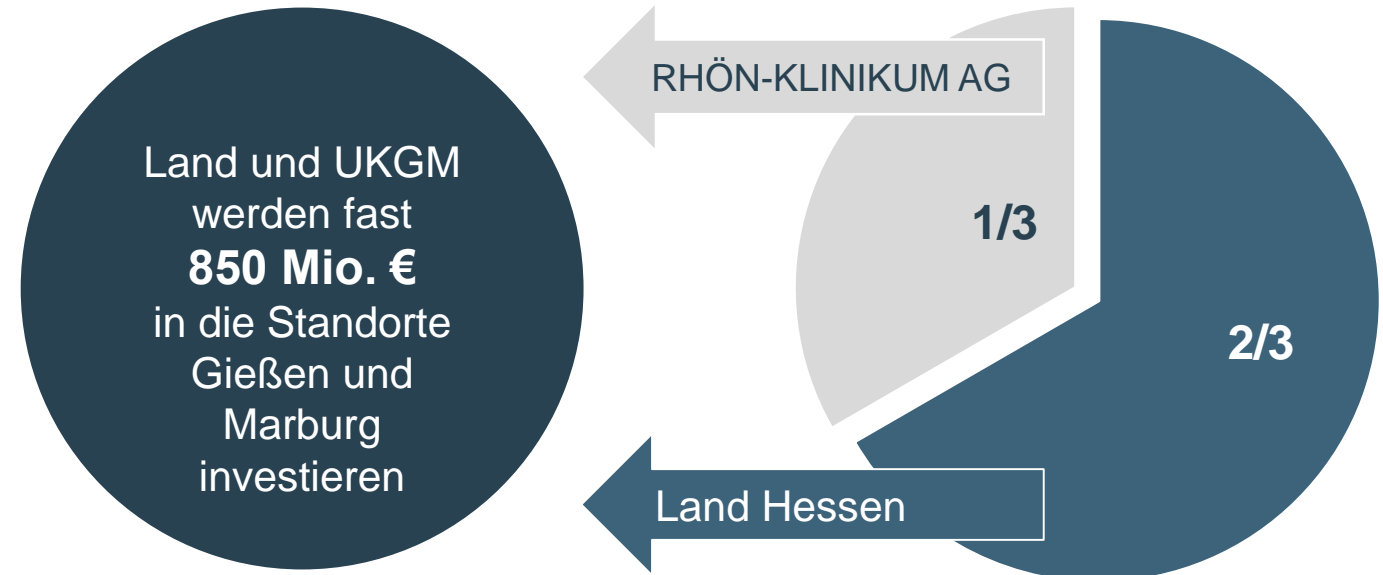 Land und UKGM
werden fast
850 Mio. €
in die Standorte
Gießen und
Marburg
investieren
RHÖN-KLINIKUM AG
1/3
2/3
Land Hessen